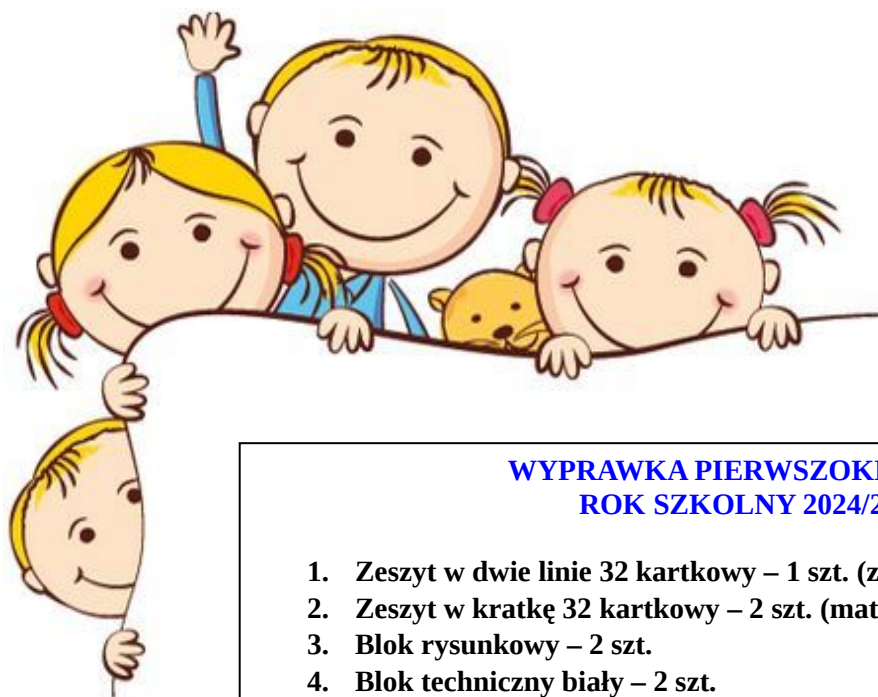 WYPRAWKA PIERWSZOK
ROK SZKOLNY 2024/2
1. Zeszyt w dwie linie 32 kartkowy – 1 szt. (z
2. Zeszyt w kratkę 32 kartkowy – 2 szt. (mat
3. Blok rysunkowy – 2 szt.
4. Blok techniczny biały – 2 szt.